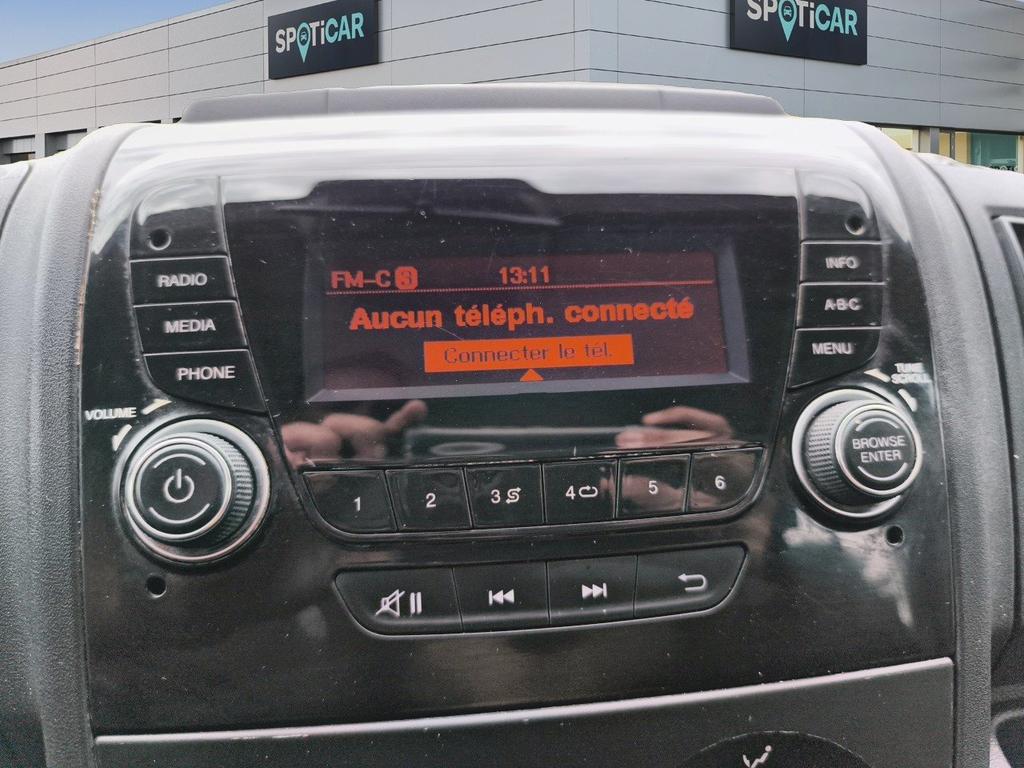 SPOTiCAR
SPOTiCAR
RADIO
MEDIA
PHONE
VOLUME
FM-C 13:11
Aucun téléph. connecté
Connecter le tél.
INFO
A-B-C
MENU
TUNE
SCROLL
BROWSE
ENTER
1 2 3 4 5 6